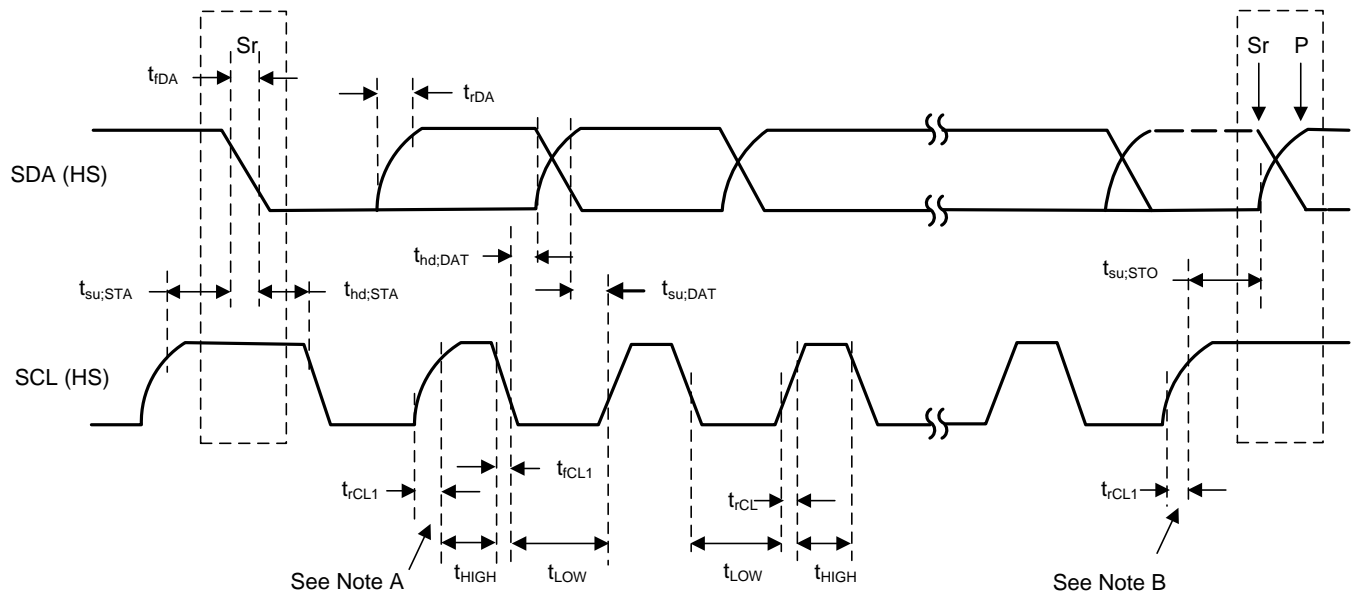 Sr
Sr P
tfDA
trDA
SDA (HS)
thd;DAT
tsu;STA
thd;STA
tsu;DAT
tsu;STO
SCL (HS)
trCL1
tfCL1
trCL
trCL1
tHIGH
tLOW
tLOW
tHIGH
See Note A
See Note B